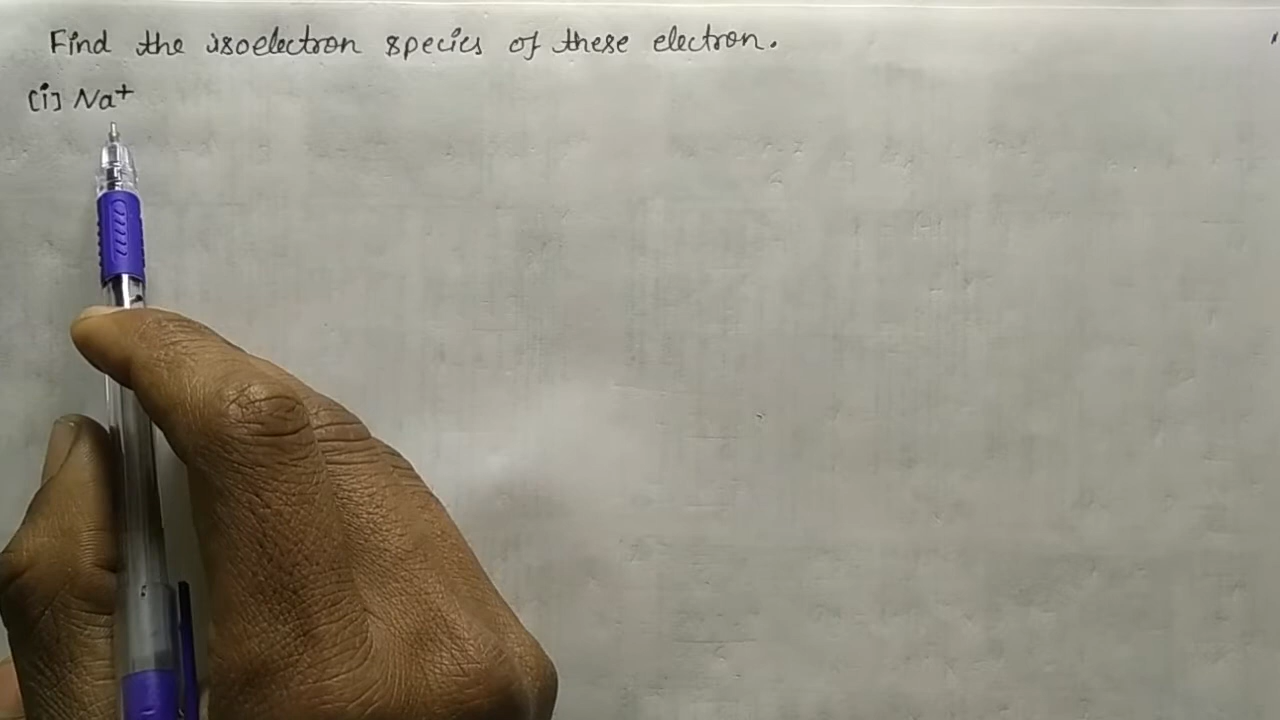 Find the isoelectron species of these electron.
[i] Na⁺